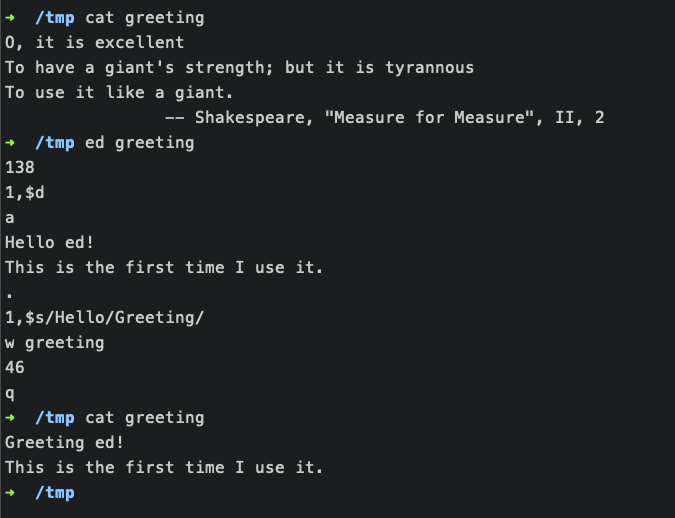 ➜  /tmp cat greeting
O, it is excellent
To have a giant's strength; but it is tyrannous
To use it like a giant.
                -- Shakespeare, "Measure for Measure", II, 2
➜  /tmp ed greeting
138
1,$d
a
Hello ed!
This is the first time I use it.
.
1,$s/Hello/Greeting/
w greeting
46
q
➜  /tmp cat greeting
Greeting ed!
This is the first time I use it.
➜  /tmp